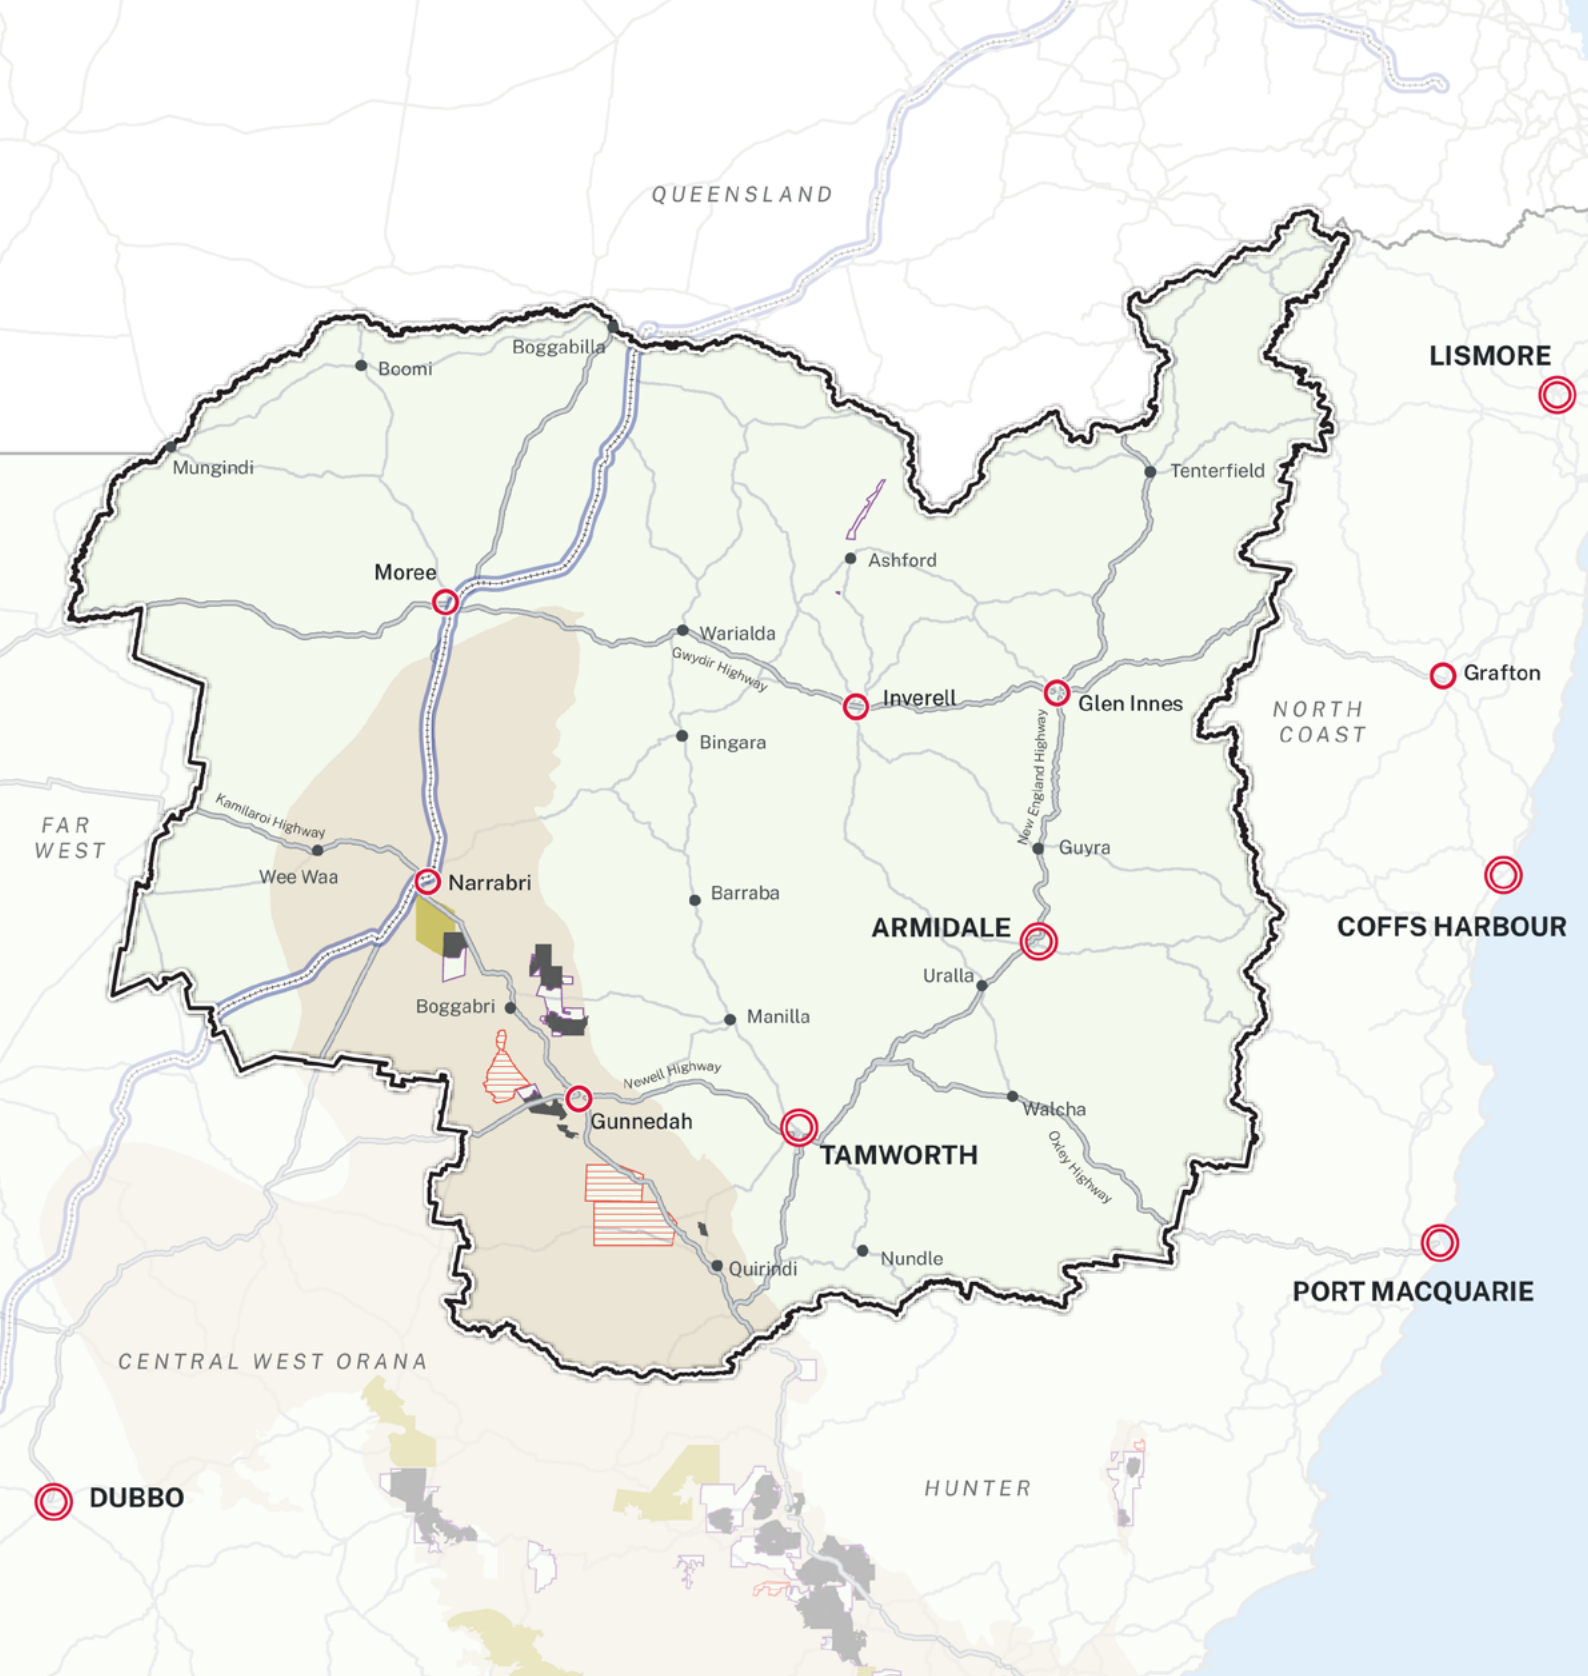 QUEENSLAND
Boggabilla
Boomi
LISMORE
Mungindi
Tenterfield
Ashford
Moree
Warialda
Gwydir Highway
Inverell
Glen Innes
Grafton
NORTH
COAST
Bingara
New England Highway
Kamilaroi Highway
FAR
WEST
Guyra
Wee Waa
Narrabri
Barraba
ARMIDALE
COFFS HARBOUR
Uralla
Boggabri
Manilla
Newell Highway
Gunnedah
Walcha
TAMWORTH
Oxley Highway
Nundle
Quirindi
PORT MACQUARIE
CENTRAL WEST ORANA
HUNTER
DUBBO